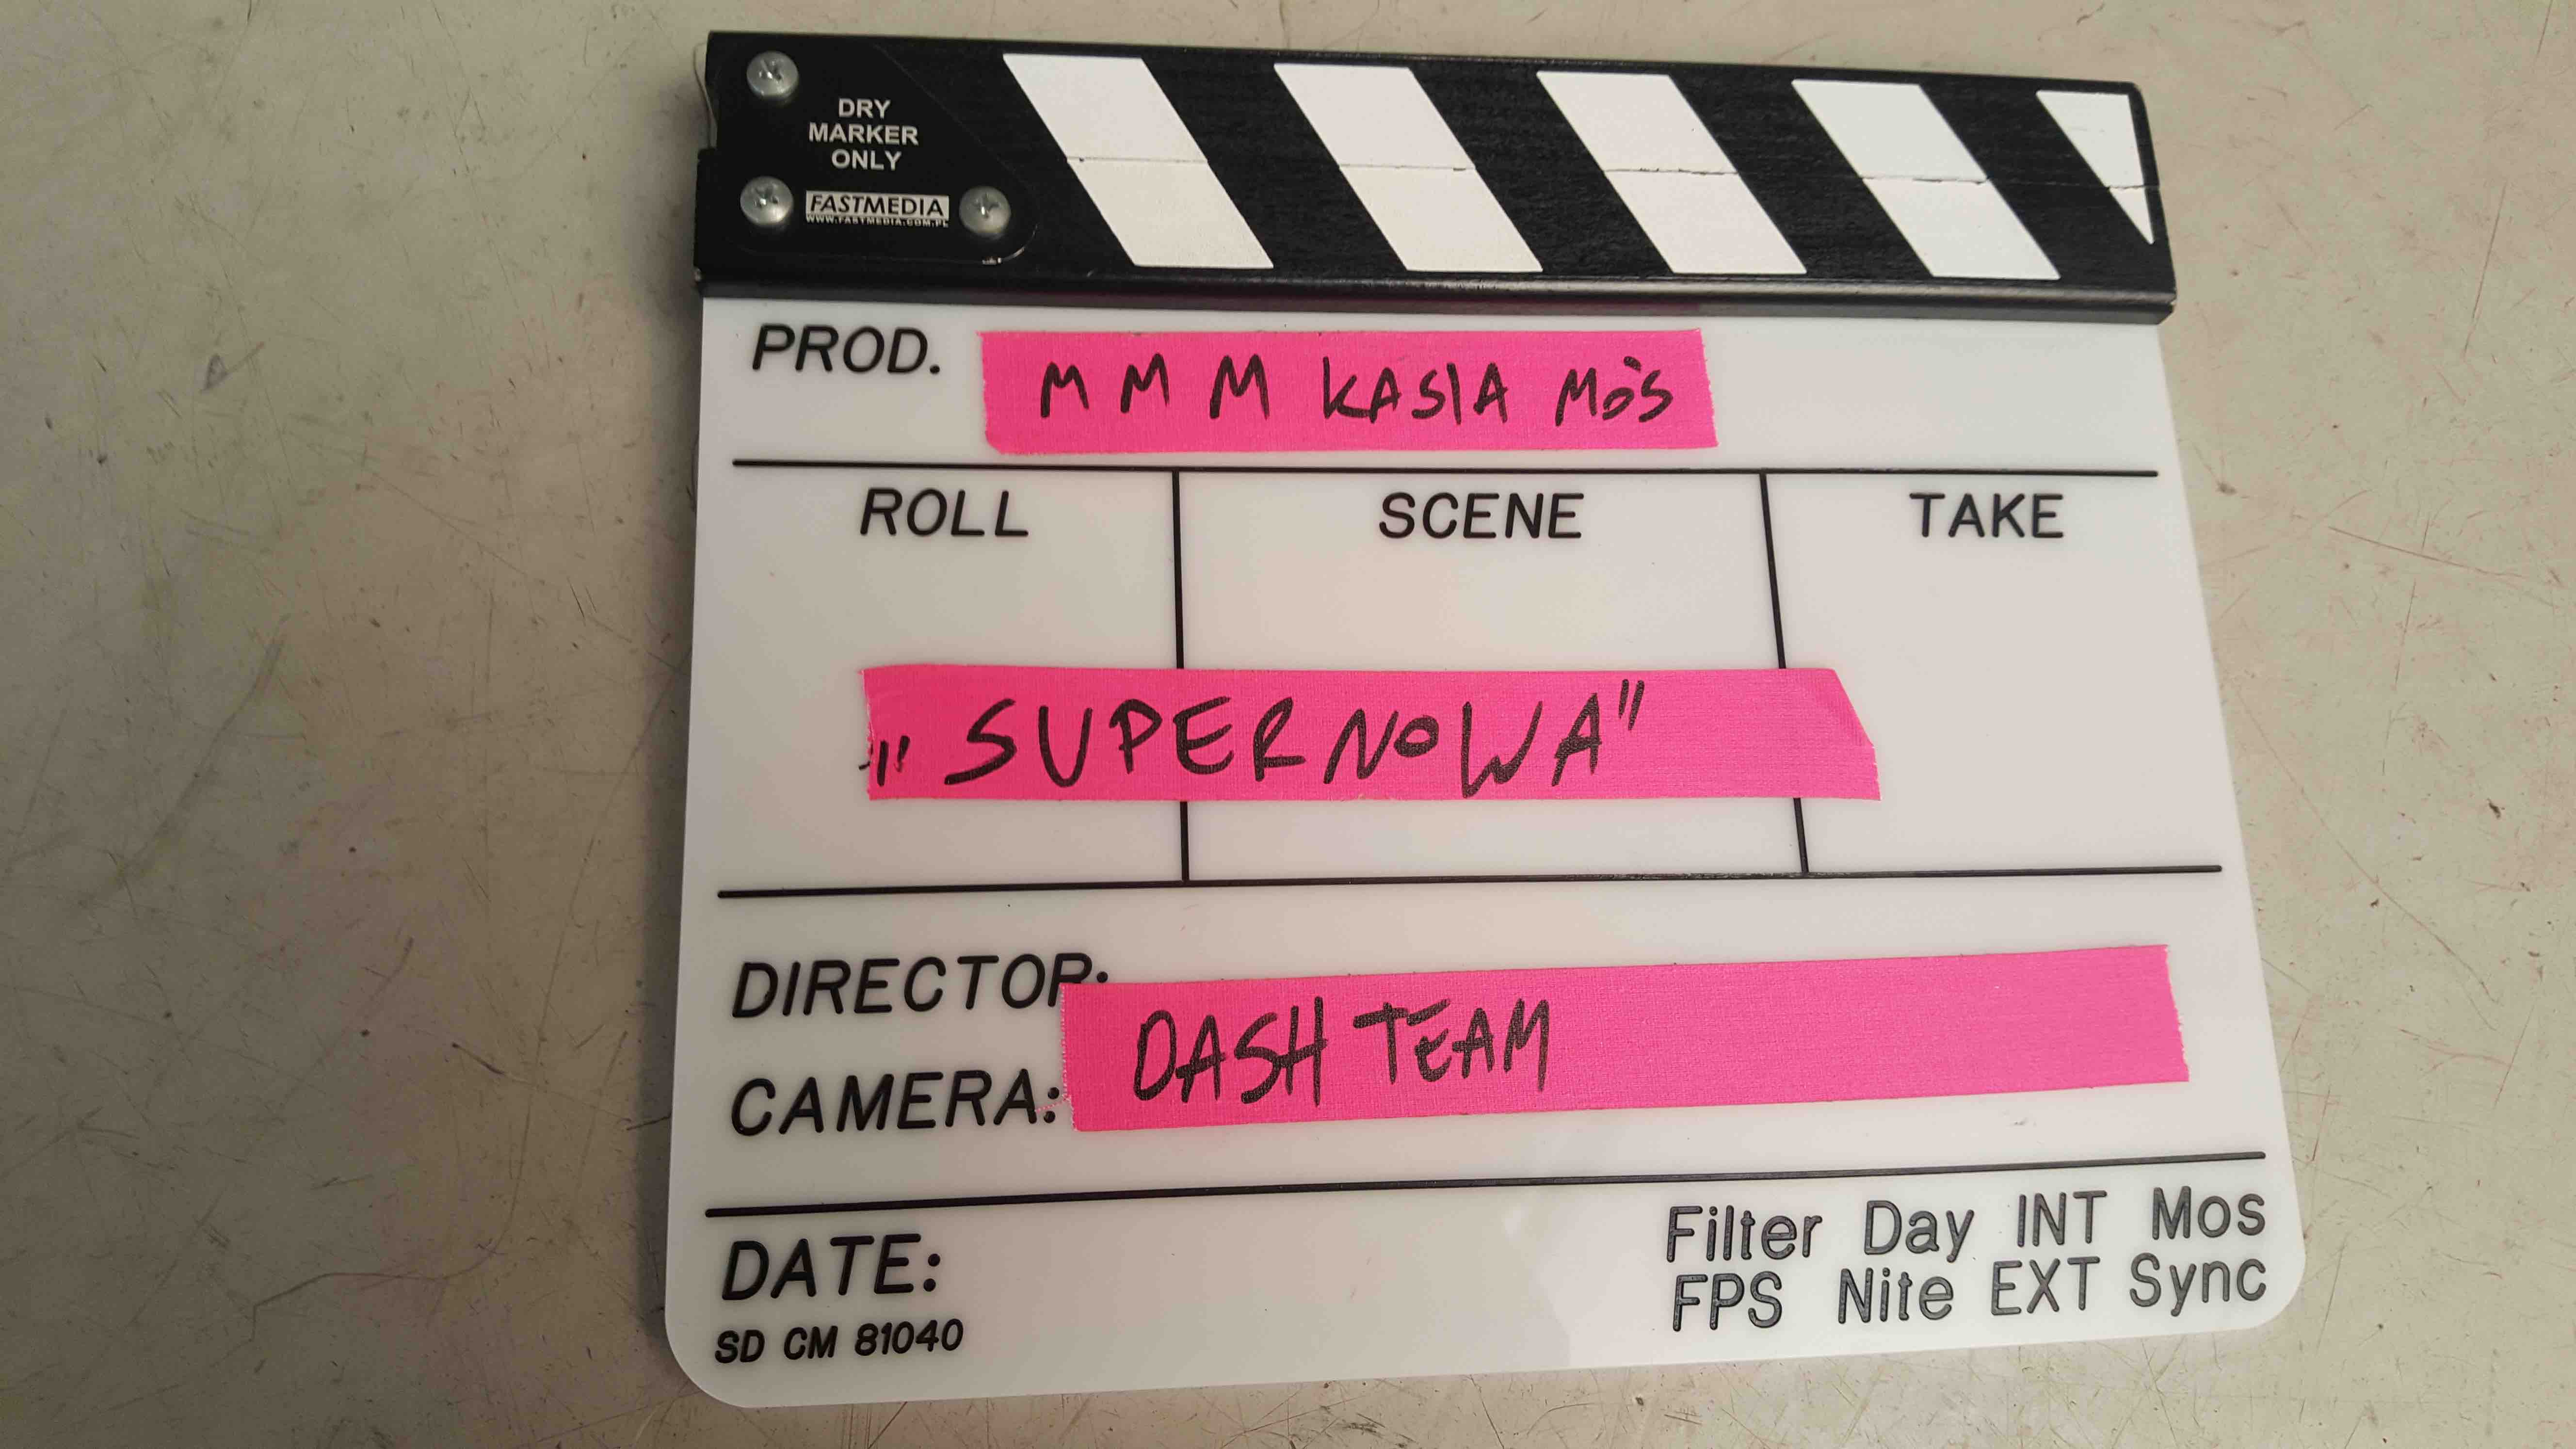 DRY
MARKER
ONLY
FASTMEDIA
WWW.FASTMEDIA.COM.PL
PROD. M M M KASIA Mòs
ROLL SCENE TAKE
„SUPERNOWA"
DIRECTOR:
DASH TEAM
CAMERA:
DATE:
Filter Day INT Mos
FPS Nite EXT Sync
SD CM 81040